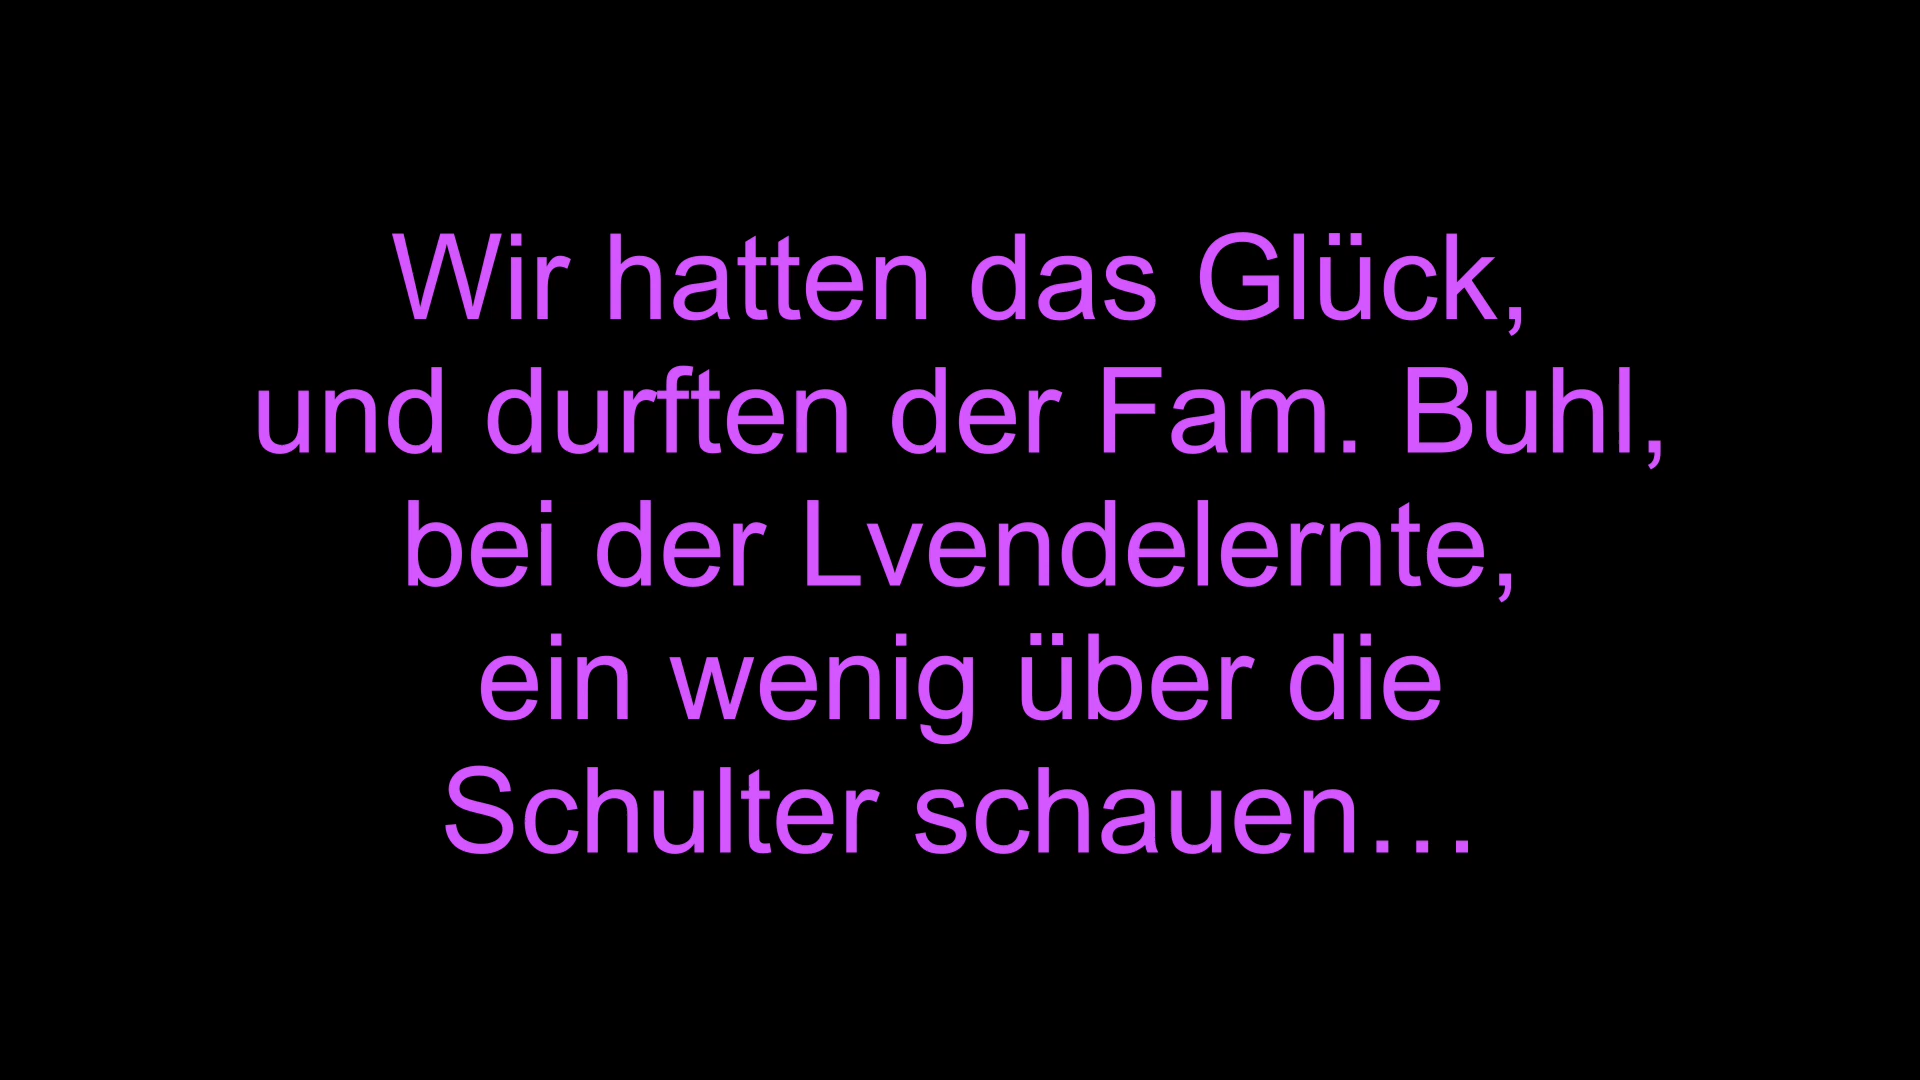 Wir hatten das Glück,
und durften der Fam. Buhl,
bei der Lvendelernte,
ein wenig über die
Schulter schauen…